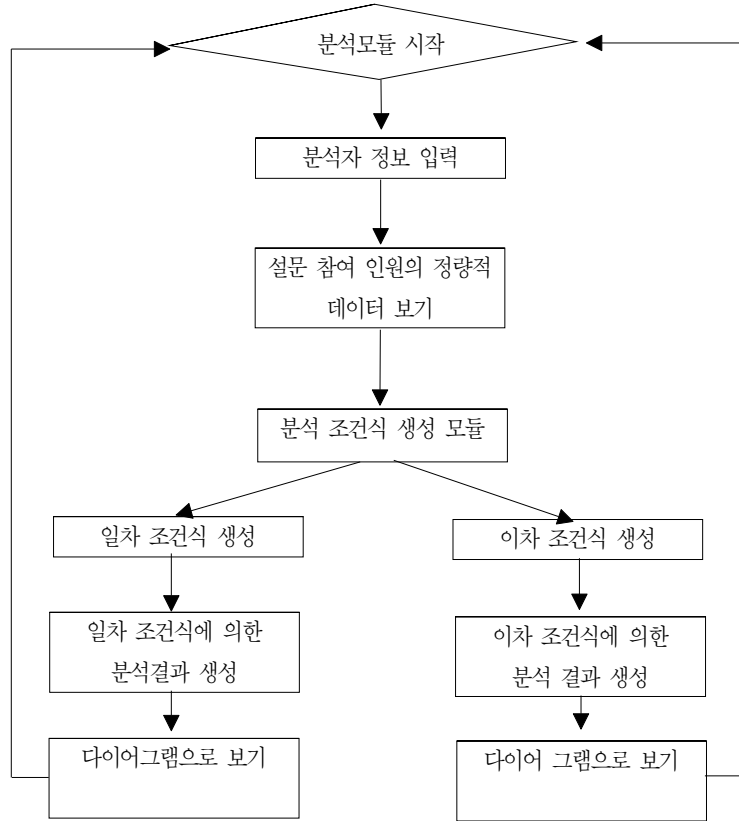 분석모듈 시작
분석자 정보 입력
설문 참여 인원의 정량적
데이터 보기
분석 조건식 생성 모듈
일차 조건식 생성
이차 조건식 생성
일차 조건식에 의한
분석결과 생성
이차 조건식에 의한
분석 결과 생성
다이어그램으로 보기
다이어 그램으로 보기